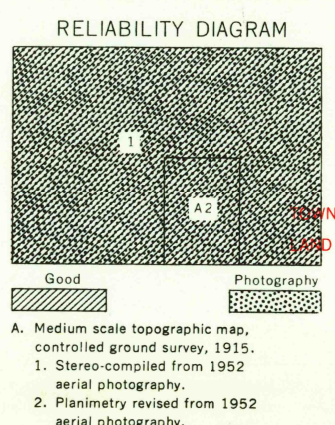 RELIABILITY DIAGRAM
1
A2
TOWN
LAND
Good
Photography
A. Medium scale topographic map,
controlled ground survey, 1915.
1. Stereo-compiled from 1952
aerial photography.
2. Planimetry revised from 1952
aerial photography.